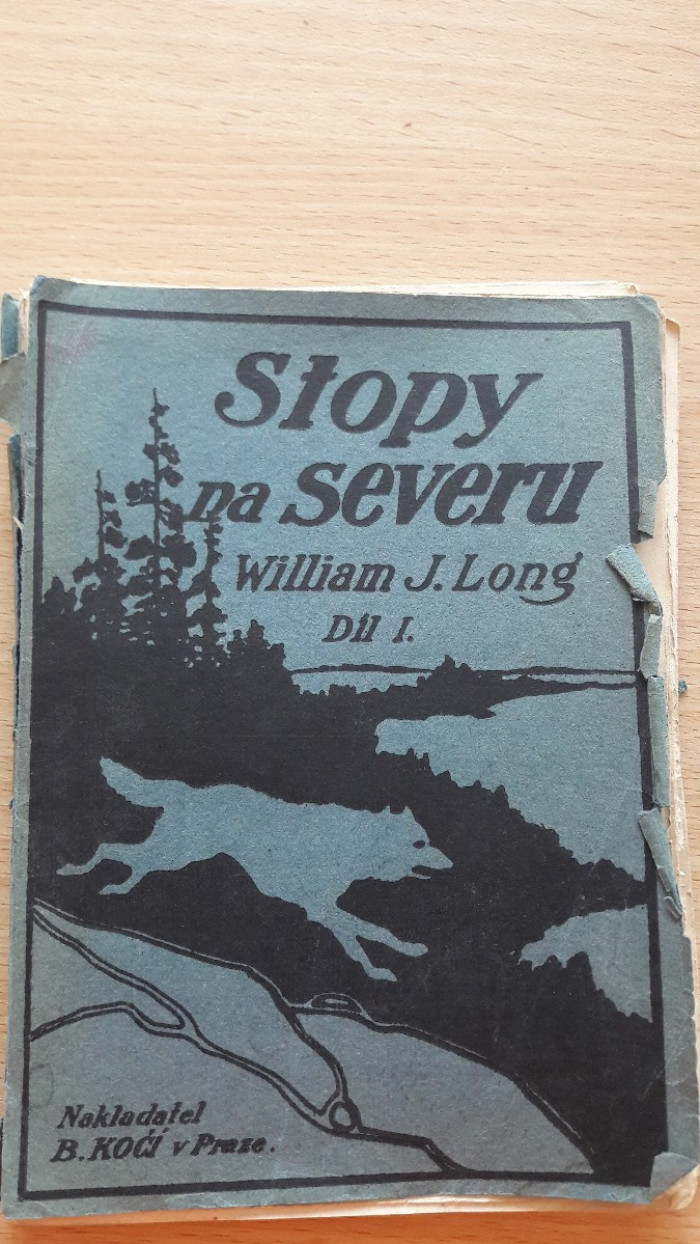 Stopy
na severu
William J. Long
Díl I.
Nakladatel
B. KOČÍ v Praze.